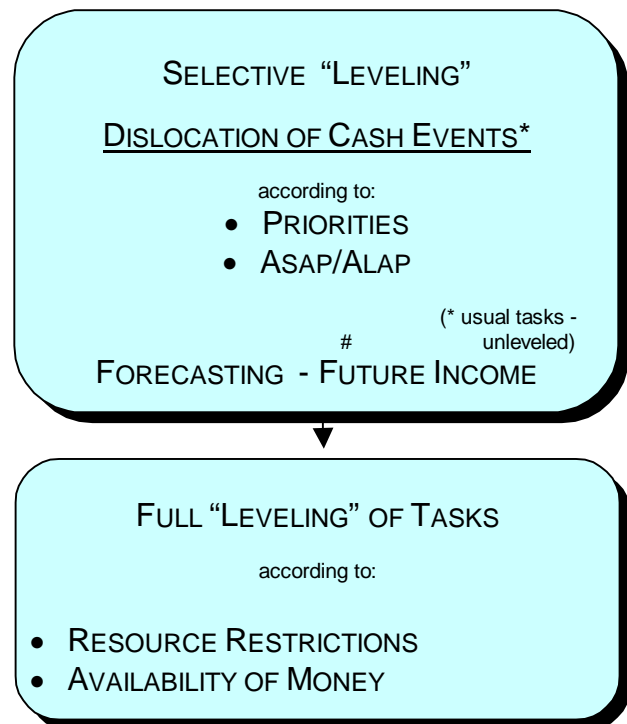 SELECTIVE “LEVELING”
DISLOCATION OF CASH EVENTS*
according to:
• PRIORITIES
• ASAP/ALAP
(* usual tasks -
# unleveled)
FORECASTING - FUTURE INCOME
FULL “LEVELING” OF TASKS
according to:
• RESOURCE RESTRICTIONS
• AVAILABILITY OF MONEY